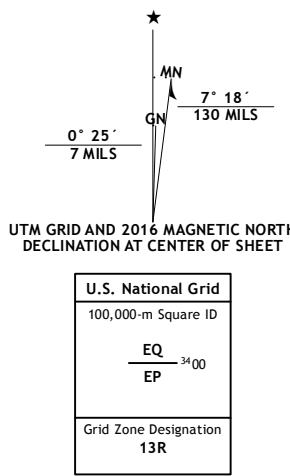 ★
MN
7° 18´
130 MILS
GN
0° 25´
7 MILS
UTM GRID AND 2016 MAGNETIC NORTH
DECLINATION AT CENTER OF SHEET
U.S. National Grid
100,000-m Square ID
EQ
³⁴00
EP
Grid Zone Designation
13R